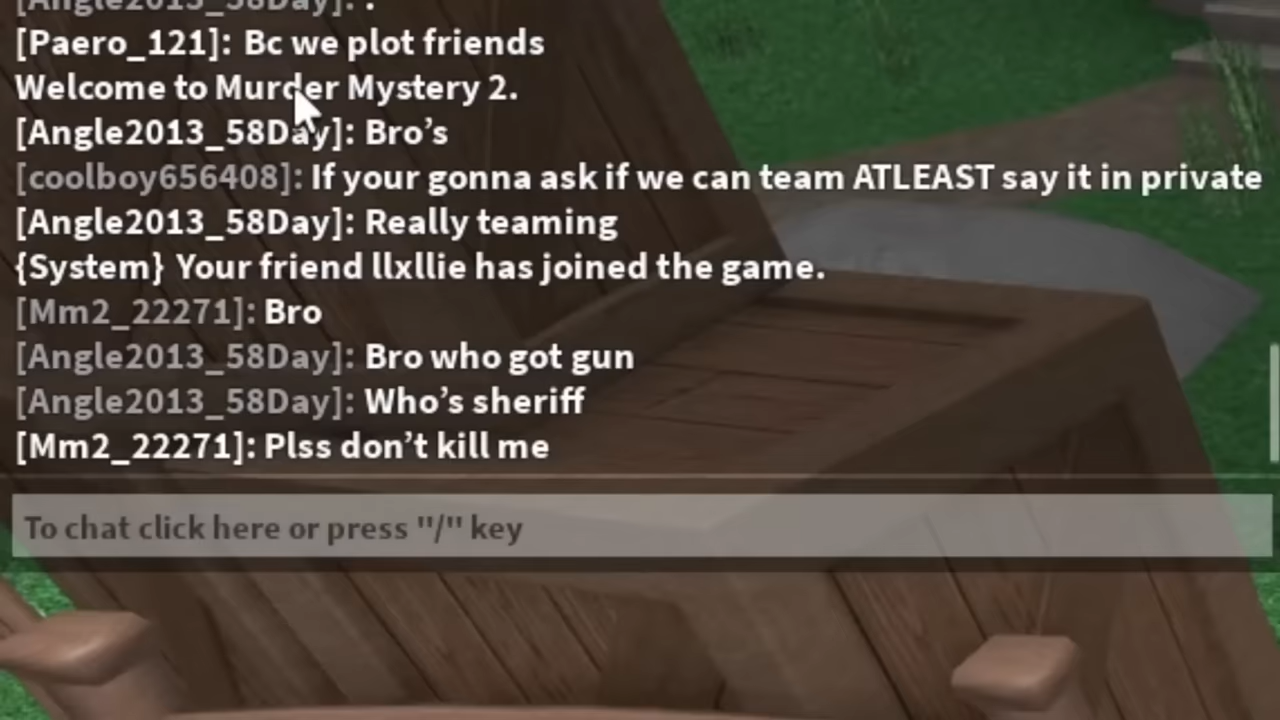 [Angle2013_58Day]: .
[Paero_121]: Bc we plot friends
Welcome to Murder Mystery 2.
[Angle2013_58Day]: Bro’s
[coolboy656408]: If your gonna ask if we can team ATLEAST say it in private
[Angle2013_58Day]: Really teaming
{System} Your friend llxllie has joined the game.
[Mm2_22271]: Bro
[Angle2013_58Day]: Bro who got gun
[Angle2013_58Day]: Who’s sheriff
[Mm2_22271]: Plss don’t kill me
To chat click here or press "/" key